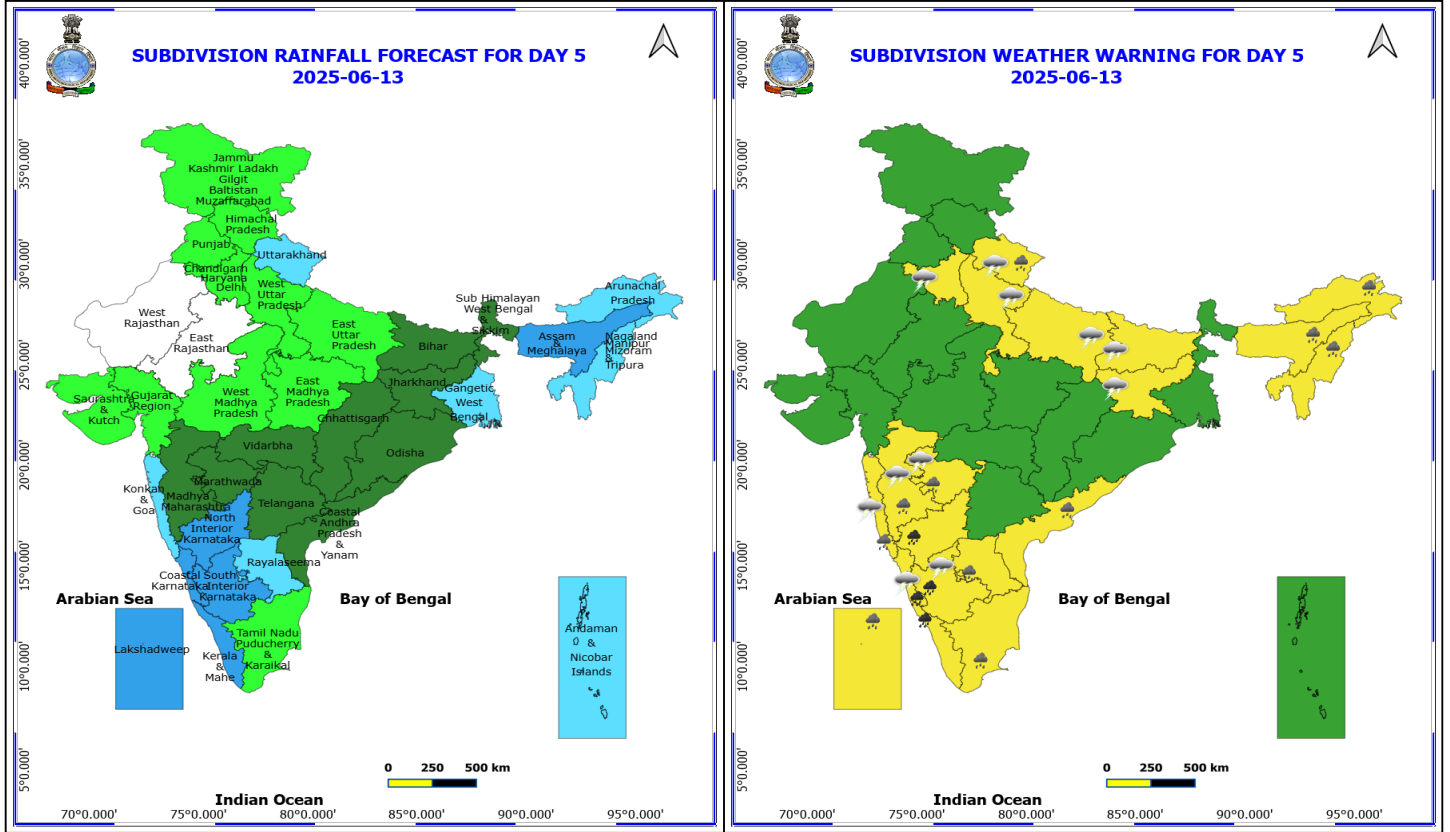 SUBDIVISION RAINFALL FORECAST FOR DAY 5
2025-06-13
40°0.000'
35°0.000'
30°0.000'
25°0.000'
20°0.000'
15°0.000'
10°0.000'
5°0.000'
Jammu
Kashmir Ladakh
Gilgit
Baltistan
Muzaffarabad
Himachal
Pradesh
Punjab
Uttarakhand
Chandigarh
Haryana
Delhi
West
Uttar
Pradesh
West
Rajasthan
East
Rajasthan
East
Uttar
Pradesh
Sub Himalayan
West Bengal
&
Sikkim
Arunachal
Pradesh
Assam
&
Meghalaya
Nagaland
Manipur
Mizoram
&
Tripura
Bihar
Jharkhand
Gangetic
West
Bengal
Saurashtra
&
Kutch
Gujarat
Region
West
Madhya
Pradesh
East
Madhya
Pradesh
Chhattisgarh
Vidarbha
Odisha
Konkan
&
Goa
Madhya
Maharashtra
Marathwada
Telangana
North
Interior
Karnataka
Coastal
Andhra
Pradesh
&
Yanam
Rayalaseema
Coastal
Karnataka
South
Interior
Karnataka
Arabian Sea
Bay of Bengal
Lakshadweep
Kerala
&
Mahe
Tamil Nadu
Puducherry
&
Karaikal
Andaman
&
Nicobar
Islands
0 250 500 km
Indian Ocean
70°0.000' 75°0.000' 80°0.000' 85°0.000' 90°0.000' 95°0.000'
SUBDIVISION WEATHER WARNING FOR DAY 5
2025-06-13
40°0.000'
35°0.000'
30°0.000'
25°0.000'
20°0.000'
15°0.000'
10°0.000'
5°0.000'
Arabian Sea
Bay of Bengal
0 250 500 km
Indian Ocean
70°0.000' 75°0.000' 80°0.000' 85°0.000' 90°0.000' 95°0.000'